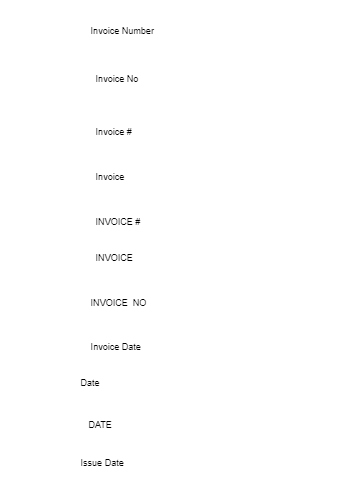 Invoice Number
Invoice No
Invoice #
Invoice
INVOICE #
INVOICE
INVOICE  NO
Invoice Date
Date
DATE
Issue Date